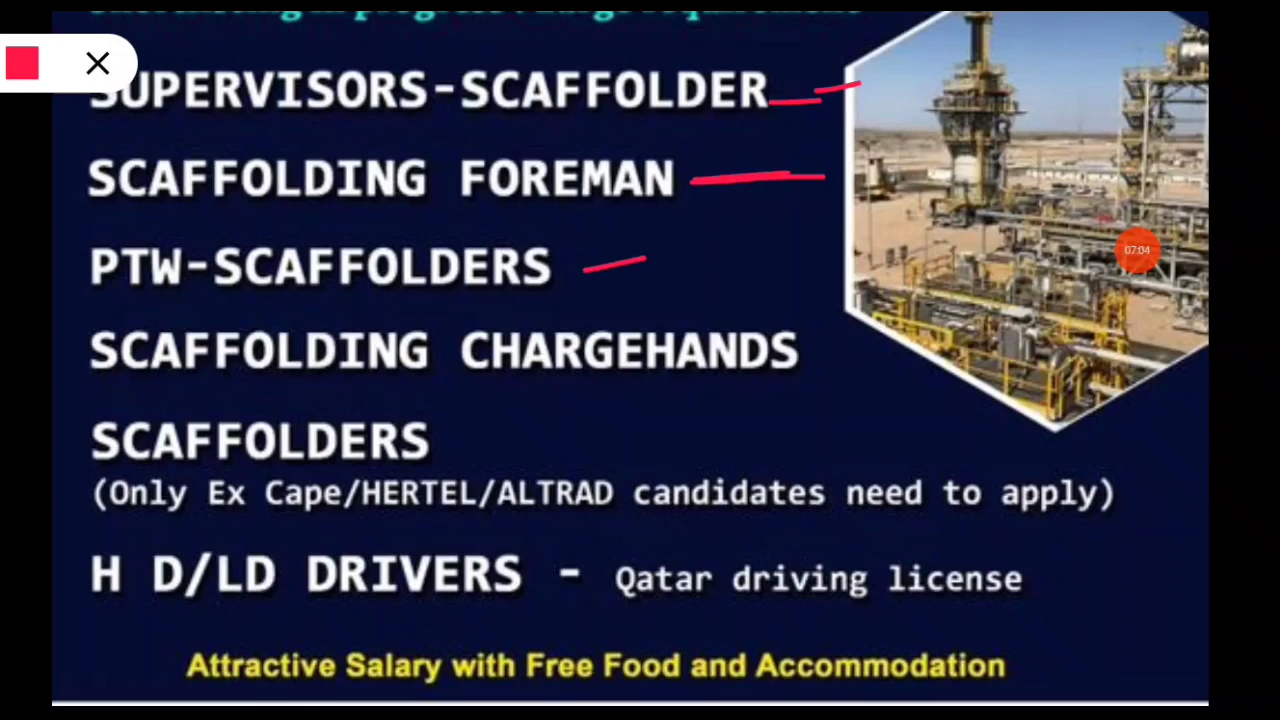 SUPERVISORS-SCAFFOLDER
SCAFFOLDING FOREMAN
PTW-SCAFFOLDERS
07:04
SCAFFOLDING CHARGEHANDS
SCAFFOLDERS
(Only Ex Cape/HERTEL/ALTRAD candidates need to apply)
H D/LD DRIVERS - Qatar driving license
Attractive Salary with Free Food and Accommodation